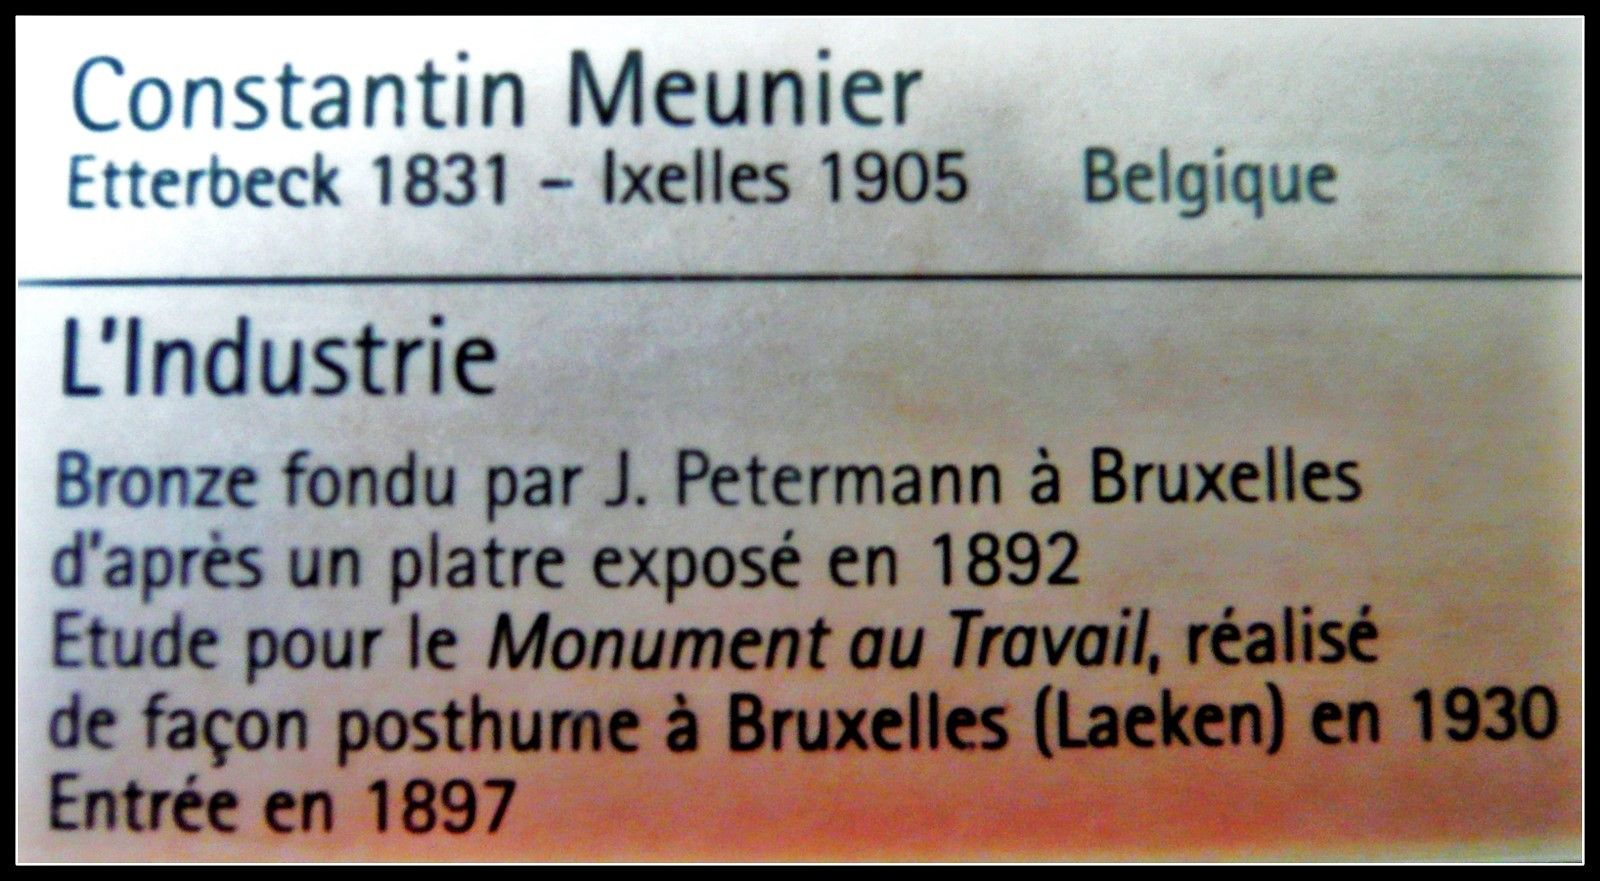 Constantin Meunier
Etterbeck 1831 – Ixelles 1905 Belgique
L'Industrie
Bronze fondu par J. Petermann à Bruxelles
d'après un platre exposé en 1892
Etude pour le Monument au Travail, réalisé
de façon posthume à Bruxelles (Laeken) en 1930
Entrée en 1897